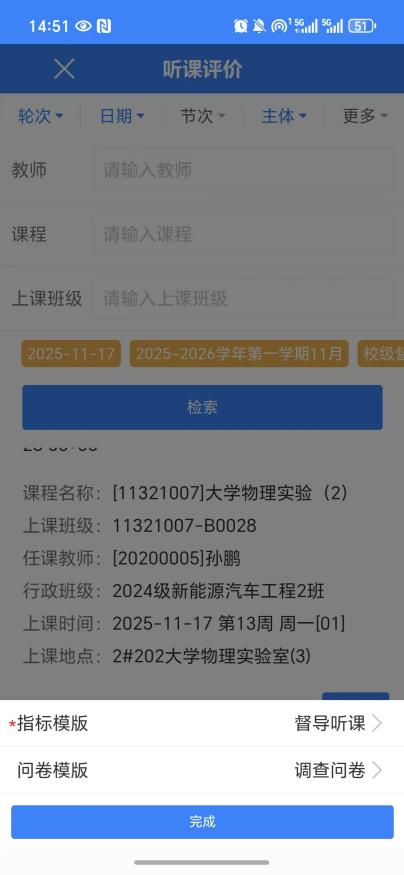 14:51 5G 5G 51
听课评价
轮次 日期 节次 主体 更多
教师 请输入教师
课程 请输入课程
上课班级 请输入上课班级
2025-11-17 2025-2026学年第一学期11月 校级督
检索
课程名称： [11321007]大学物理实验（2）
上课班级： 11321007-B0028
任课教师： [20200005]孙鹏
行政班级： 2024级新能源汽车工程2班
上课时间： 2025-11-17 第13周 周一[01]
上课地点： 2#202大学物理实验室(3)
*指标模版 督导听课
问卷模版 调查问卷
完成